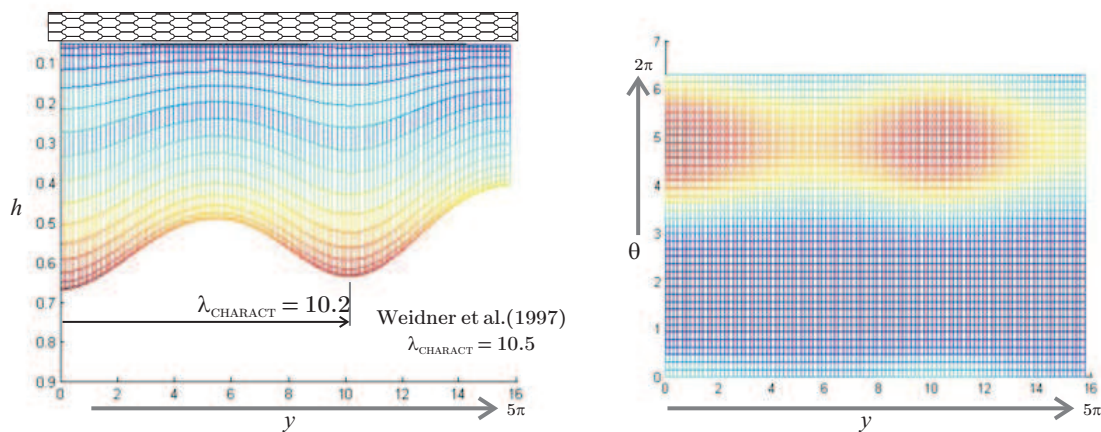 0.1
0.2
0.3
0.4
h
0.5
0.6
0.7
0.8
0.9
λCHARACT = 10.2
Weidner et al.(1997)
λCHARACT = 10.5
0 2 4 6 8 10 12 14 16
y 5π
7
2π
6
5
4
3
θ
2
1
0
0 2 4 6 8 10 12 14 16
y 5π